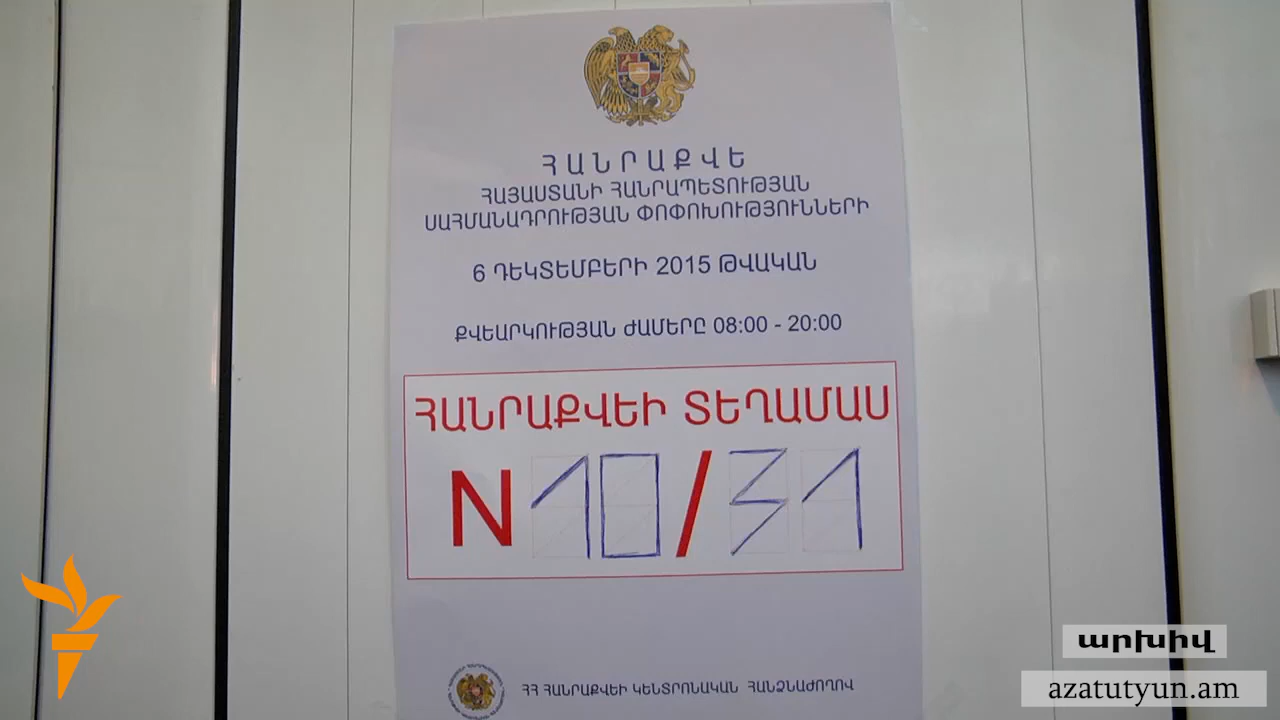 ՀԱՆՐԱՔՎԵ
ՀԱՅԱՍՏԱՆԻ ՀԱՆՐԱՊԵՏՈՒԹՅԱՆ
ՍԱՀՄԱՆԱԴՐՈՒԹՅԱՆ ՓՈՓՈԽՈՒԹՅՈՒՆՆԵՐԻ
6 ԴԵԿՏԵՄԲԵՐԻ 2015 ԹՎԱԿԱՆ
ՔՎԵԱՐԿՈՒԹՅԱՆ ԺԱՄԵՐԸ 08:00 - 20:00
ՀԱՆՐԱՔՎԵԻ ՏԵՂԱՄԱՍ
N 10/31
ՀՀ ՀԱՆՐԱՔՎԵԻ ԿԵՆՏՐՈՆԱԿԱՆ ՀԱՆՁՆԱԺՈՂՈՎ
արխիվ
azatutyun.am